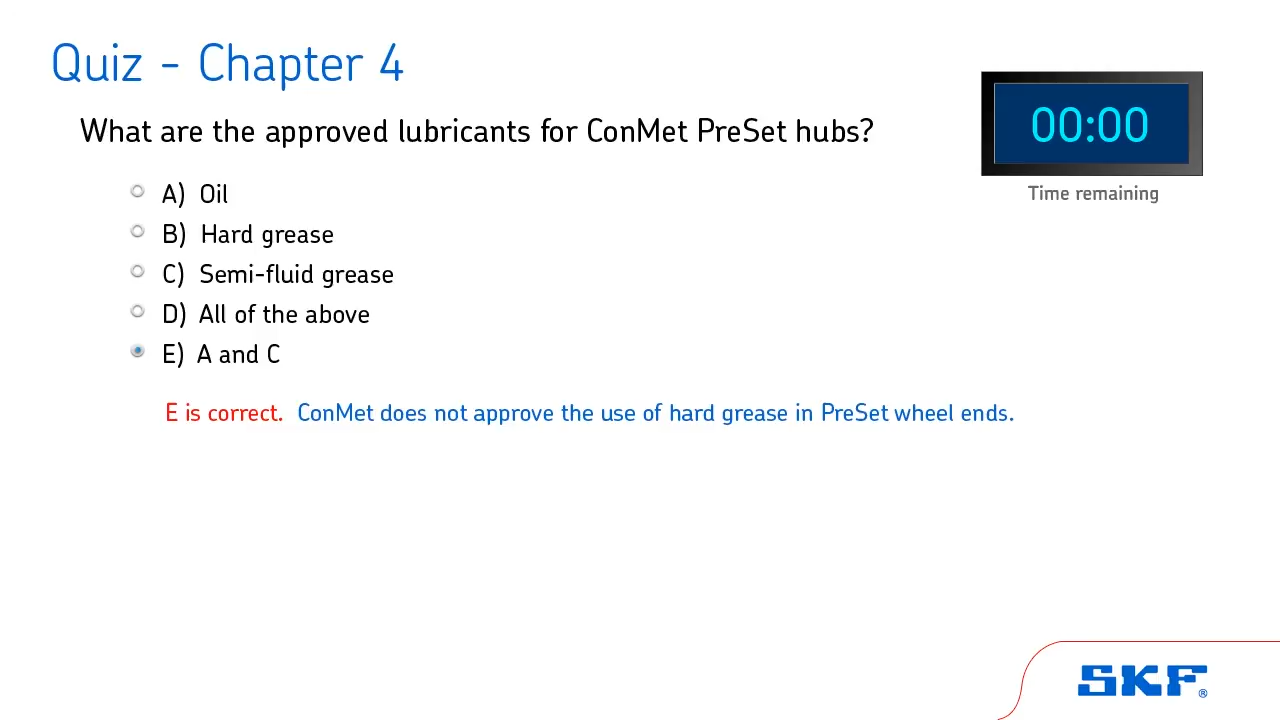 Quiz - Chapter 4
What are the approved lubricants for ConMet PreSet hubs?
00:00
Time remaining
A) Oil
B) Hard grease
C) Semi-fluid grease
D) All of the above
E) A and C
E is correct. ConMet does not approve the use of hard grease in PreSet wheel ends.
SKF®